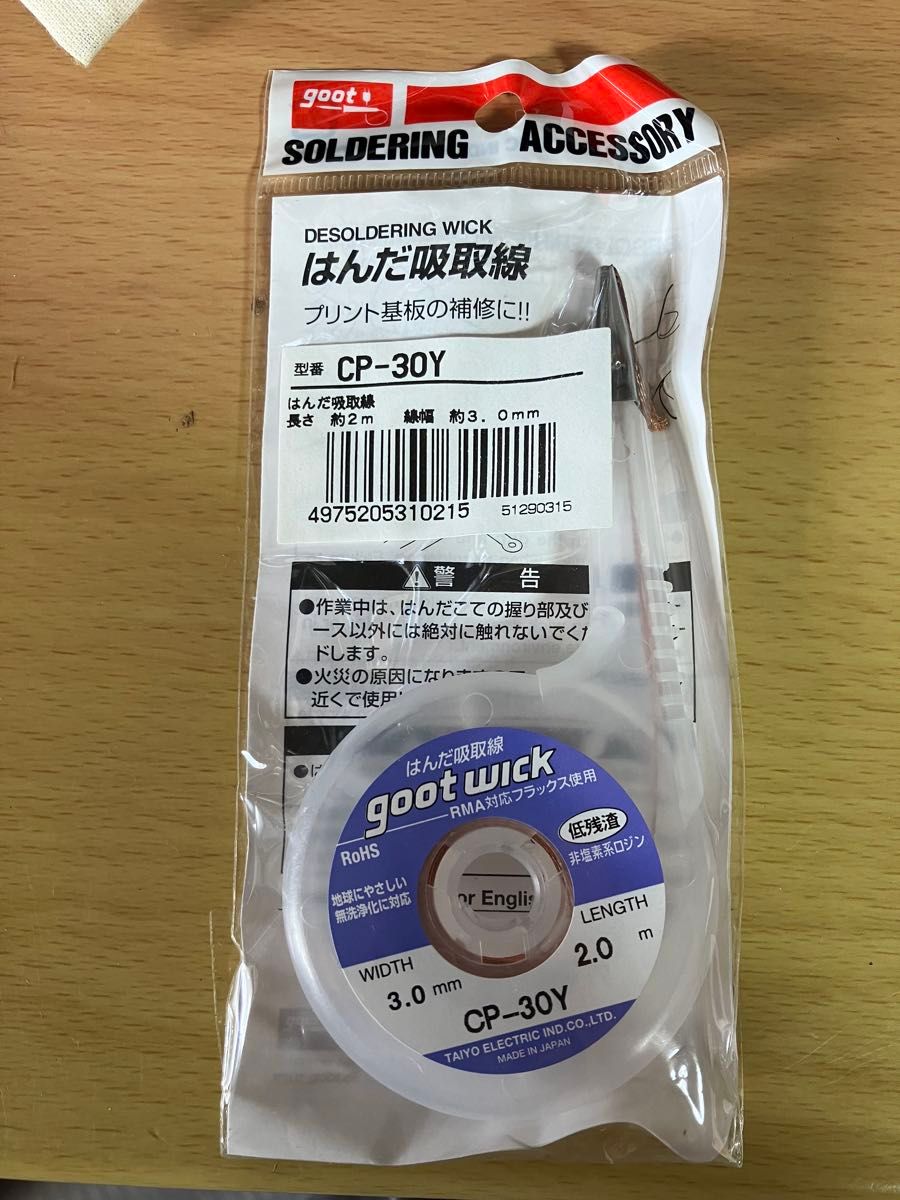 goot
SOLDERING ACCESSORY
DESOLDERING WICK
はんだ吸取線
プリント基板の補修に!!
型番 CP-30Y
はんだ吸取線
長さ 約2m 線幅 約3.0mm
4975205310215 51290315
警告
●作業中は、はんだこての握り部及び
ース以外には絶対に触れないでくだ
ドします。
●火災の原因になります
近くで使用
はんだ吸取線
goot wick
RMA対応フラックス使用
RoHS
低残渣
非塩素系ロジン
地球にやさしい
無洗浄化に対応
or Englis
WIDTH
3.0 mm
LENGTH
2.0 m
CP-30Y
TAIYO ELECTRIC IND.CO.,LTD.
MADE IN JAPAN